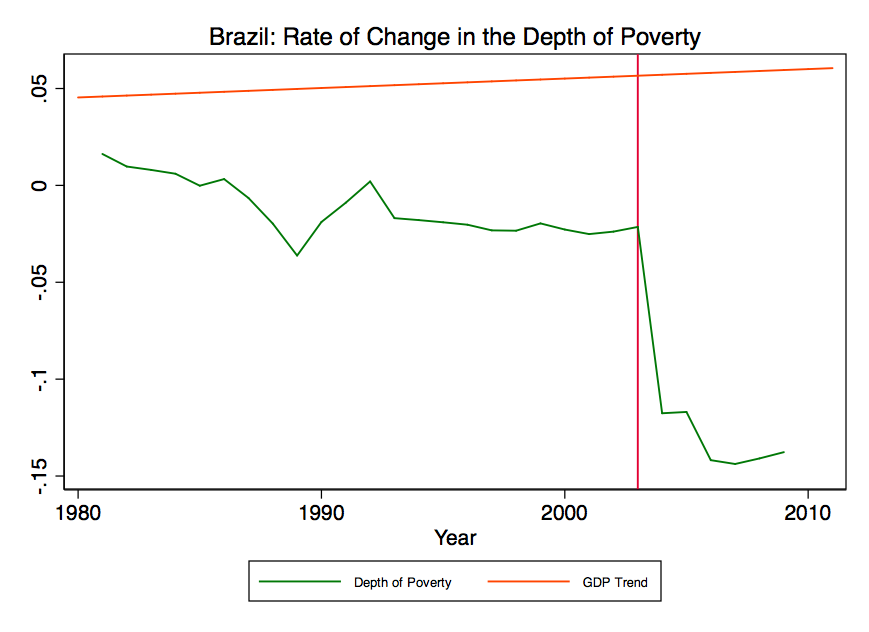 Brazil: Rate of Change in the Depth of Poverty
.05
0
-.05
-.1
-.15
1980 1990 2000 2010
Year
Depth of Poverty GDP Trend